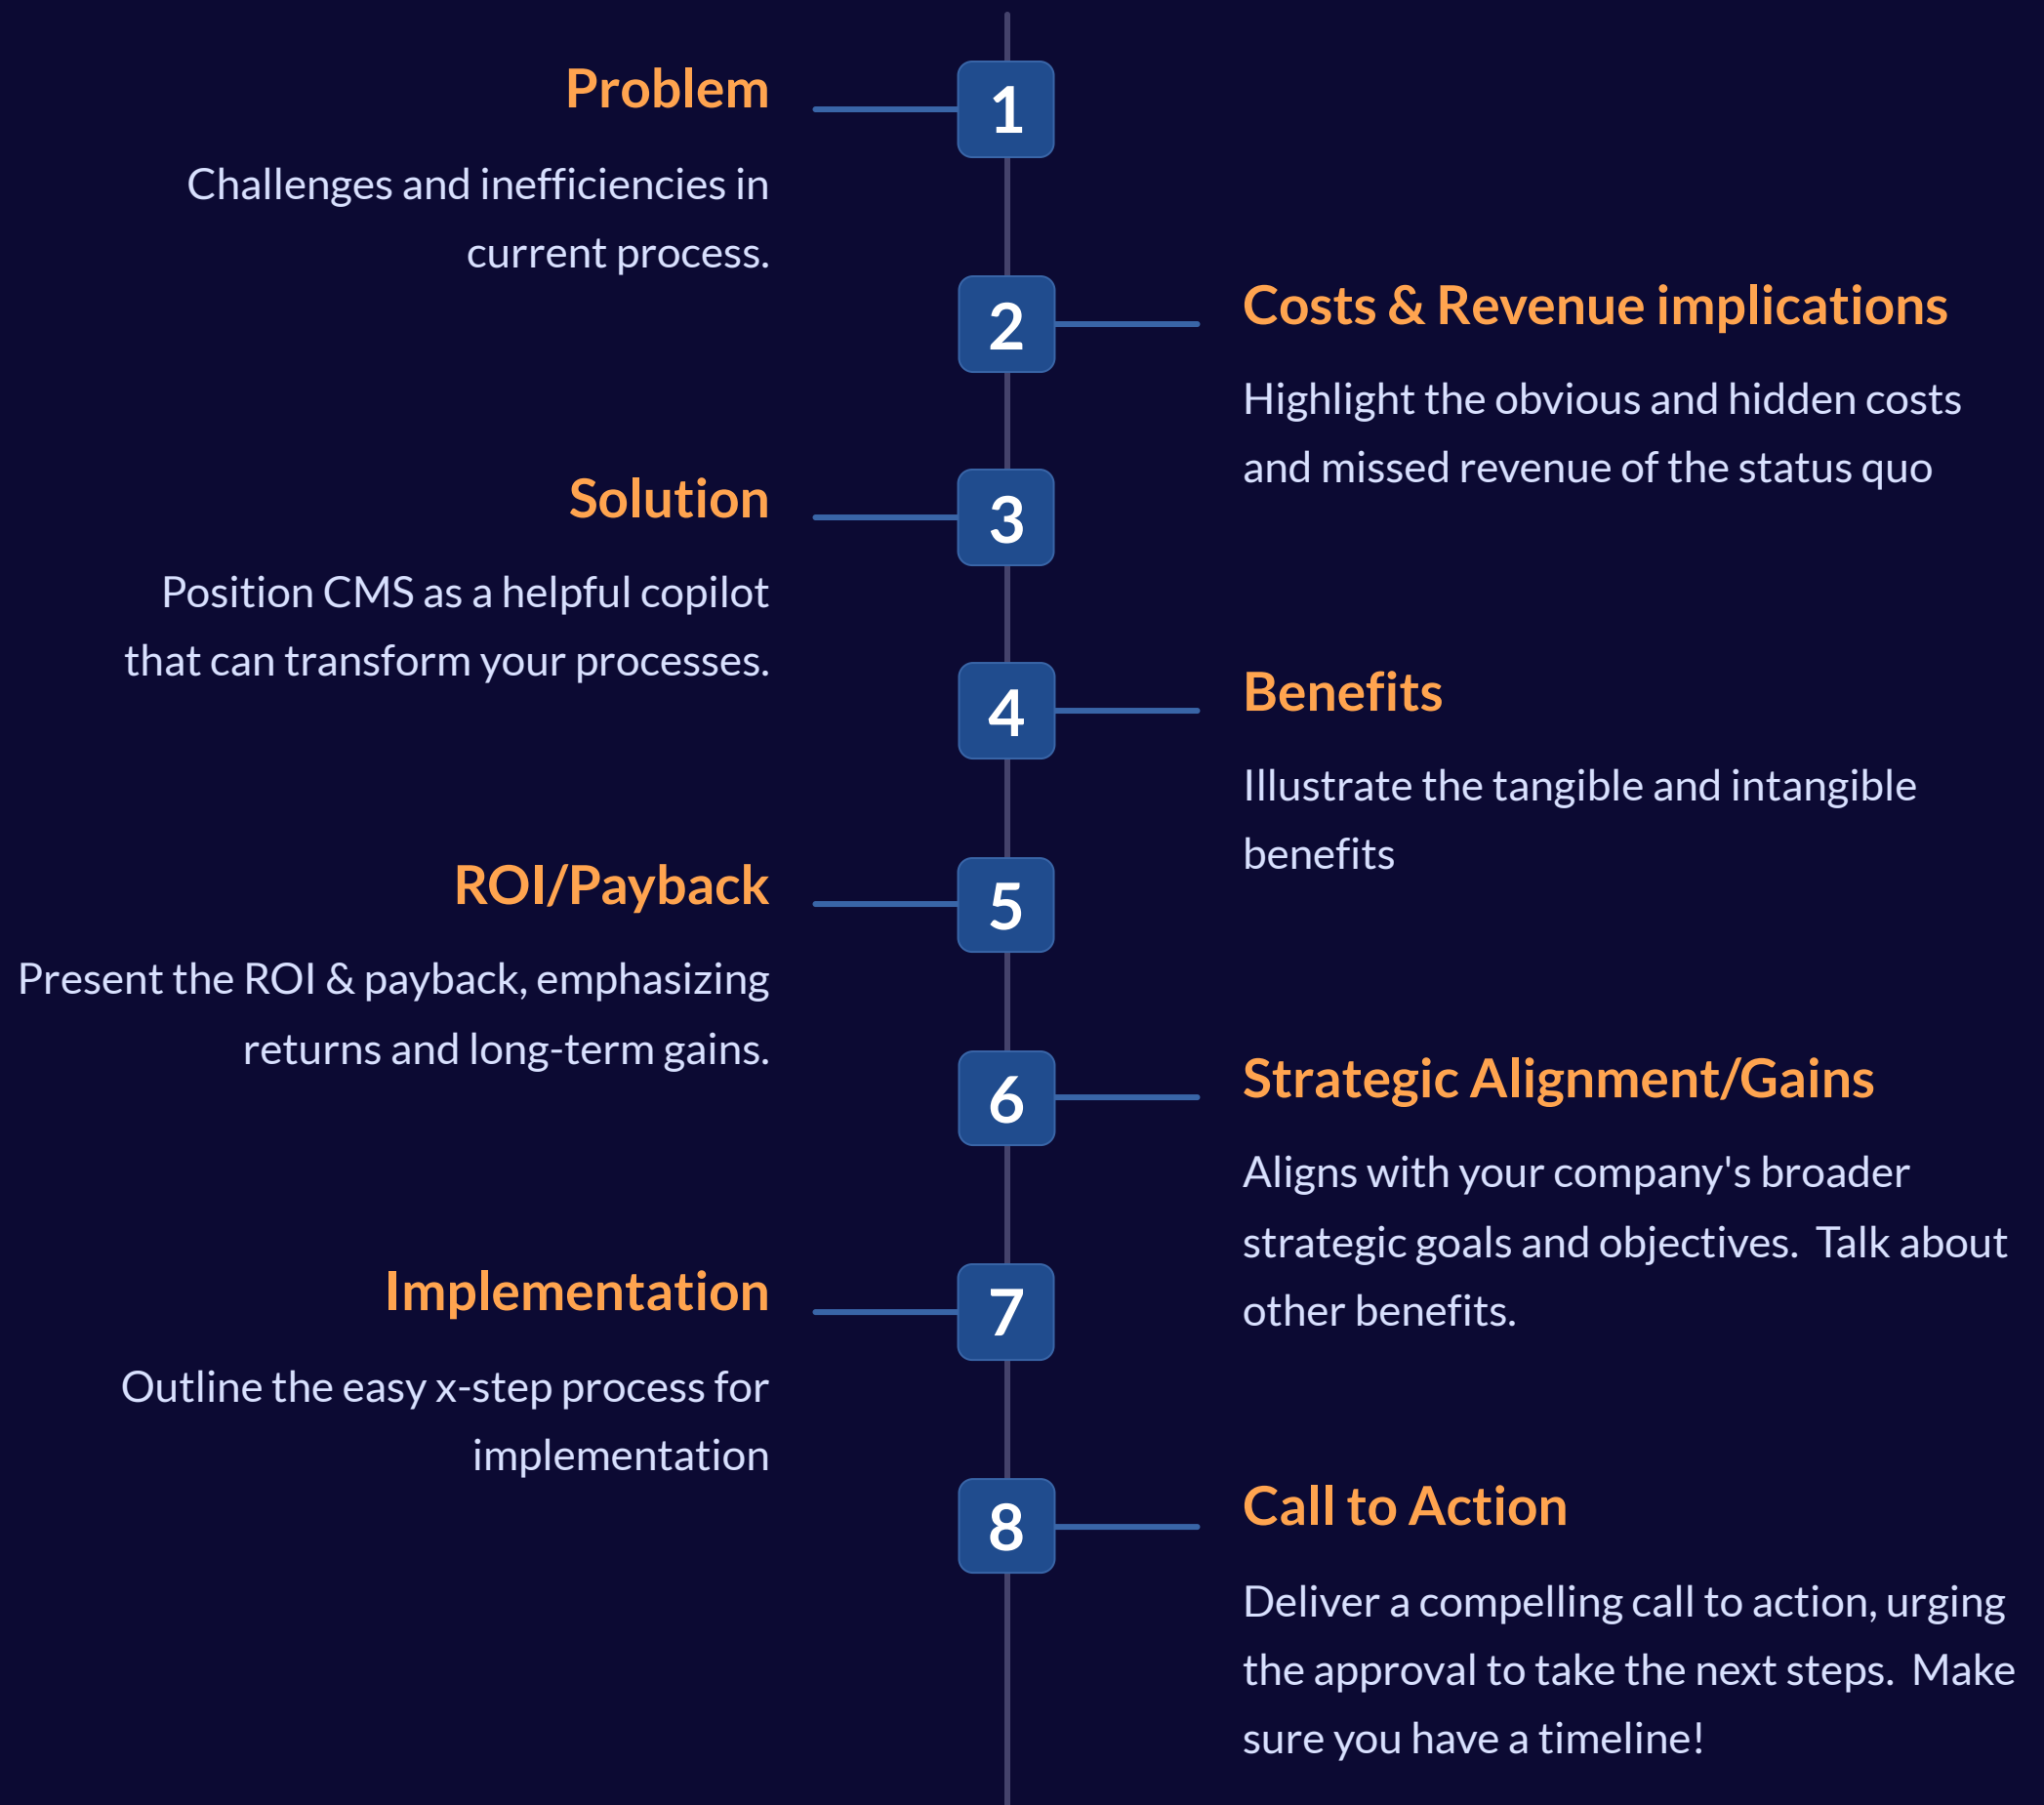 1
Problem
Challenges and inefficiencies in
current process.
2
Costs & Revenue implications
Highlight the obvious and hidden costs
and missed revenue of the status quo
3
Solution
Position CMS as a helpful copilot
that can transform your processes.
4
Benefits
Illustrate the tangible and intangible
benefits
5
ROI/Payback
Present the ROI & payback, emphasizing
returns and long-term gains.
6
Strategic Alignment/Gains
Aligns with your company's broader
strategic goals and objectives.  Talk about
other benefits.
7
Implementation
Outline the easy x-step process for
implementation
8
Call to Action
Deliver a compelling call to action, urging
the approval to take the next steps.  Make
sure you have a timeline!